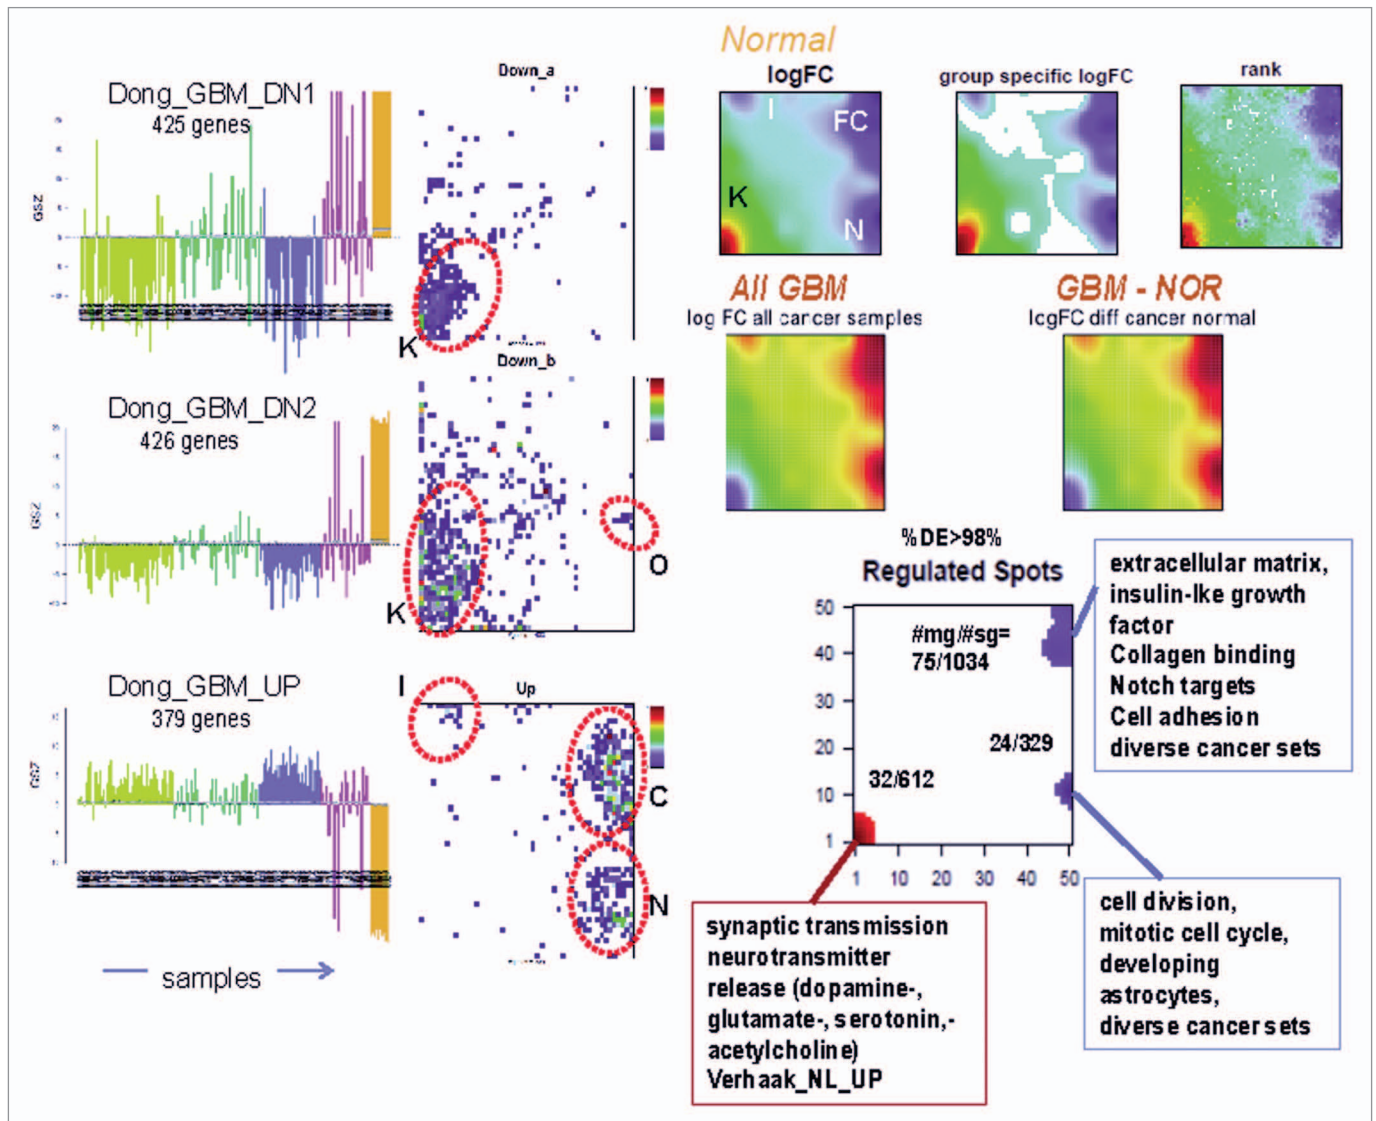 Dong_GBM_DN1
425 genes
GSZ
Down_a
K
Normal
logFC
I
FC
K
N
group specific logFC
rank
Dong_GBM_DN2
426 genes
GSZ
Down_b
K
O
All GBM
log FC all cancer samples
GBM - NOR
logFC diff cancer normal
Dong_GBM_UP
379 genes
GSZ
I
Up
C
N
samples
%DE>98%
Regulated Spots
50
40
30
20
10
1
1 10 20 30 40 50
#mg/#sg=
75/1034
24/329
32/612
extracellular matrix,
insulin-lke growth
factor
Collagen binding
Notch targets
Cell adhesion
diverse cancer sets
cell division,
mitotic cell cycle,
developing
astrocytes,
diverse cancer sets
synaptic transmission
neurotransmitter
release (dopamine-,
glutamate-, serotonin,-
acetylcholine)
Verhaak_NL_UP